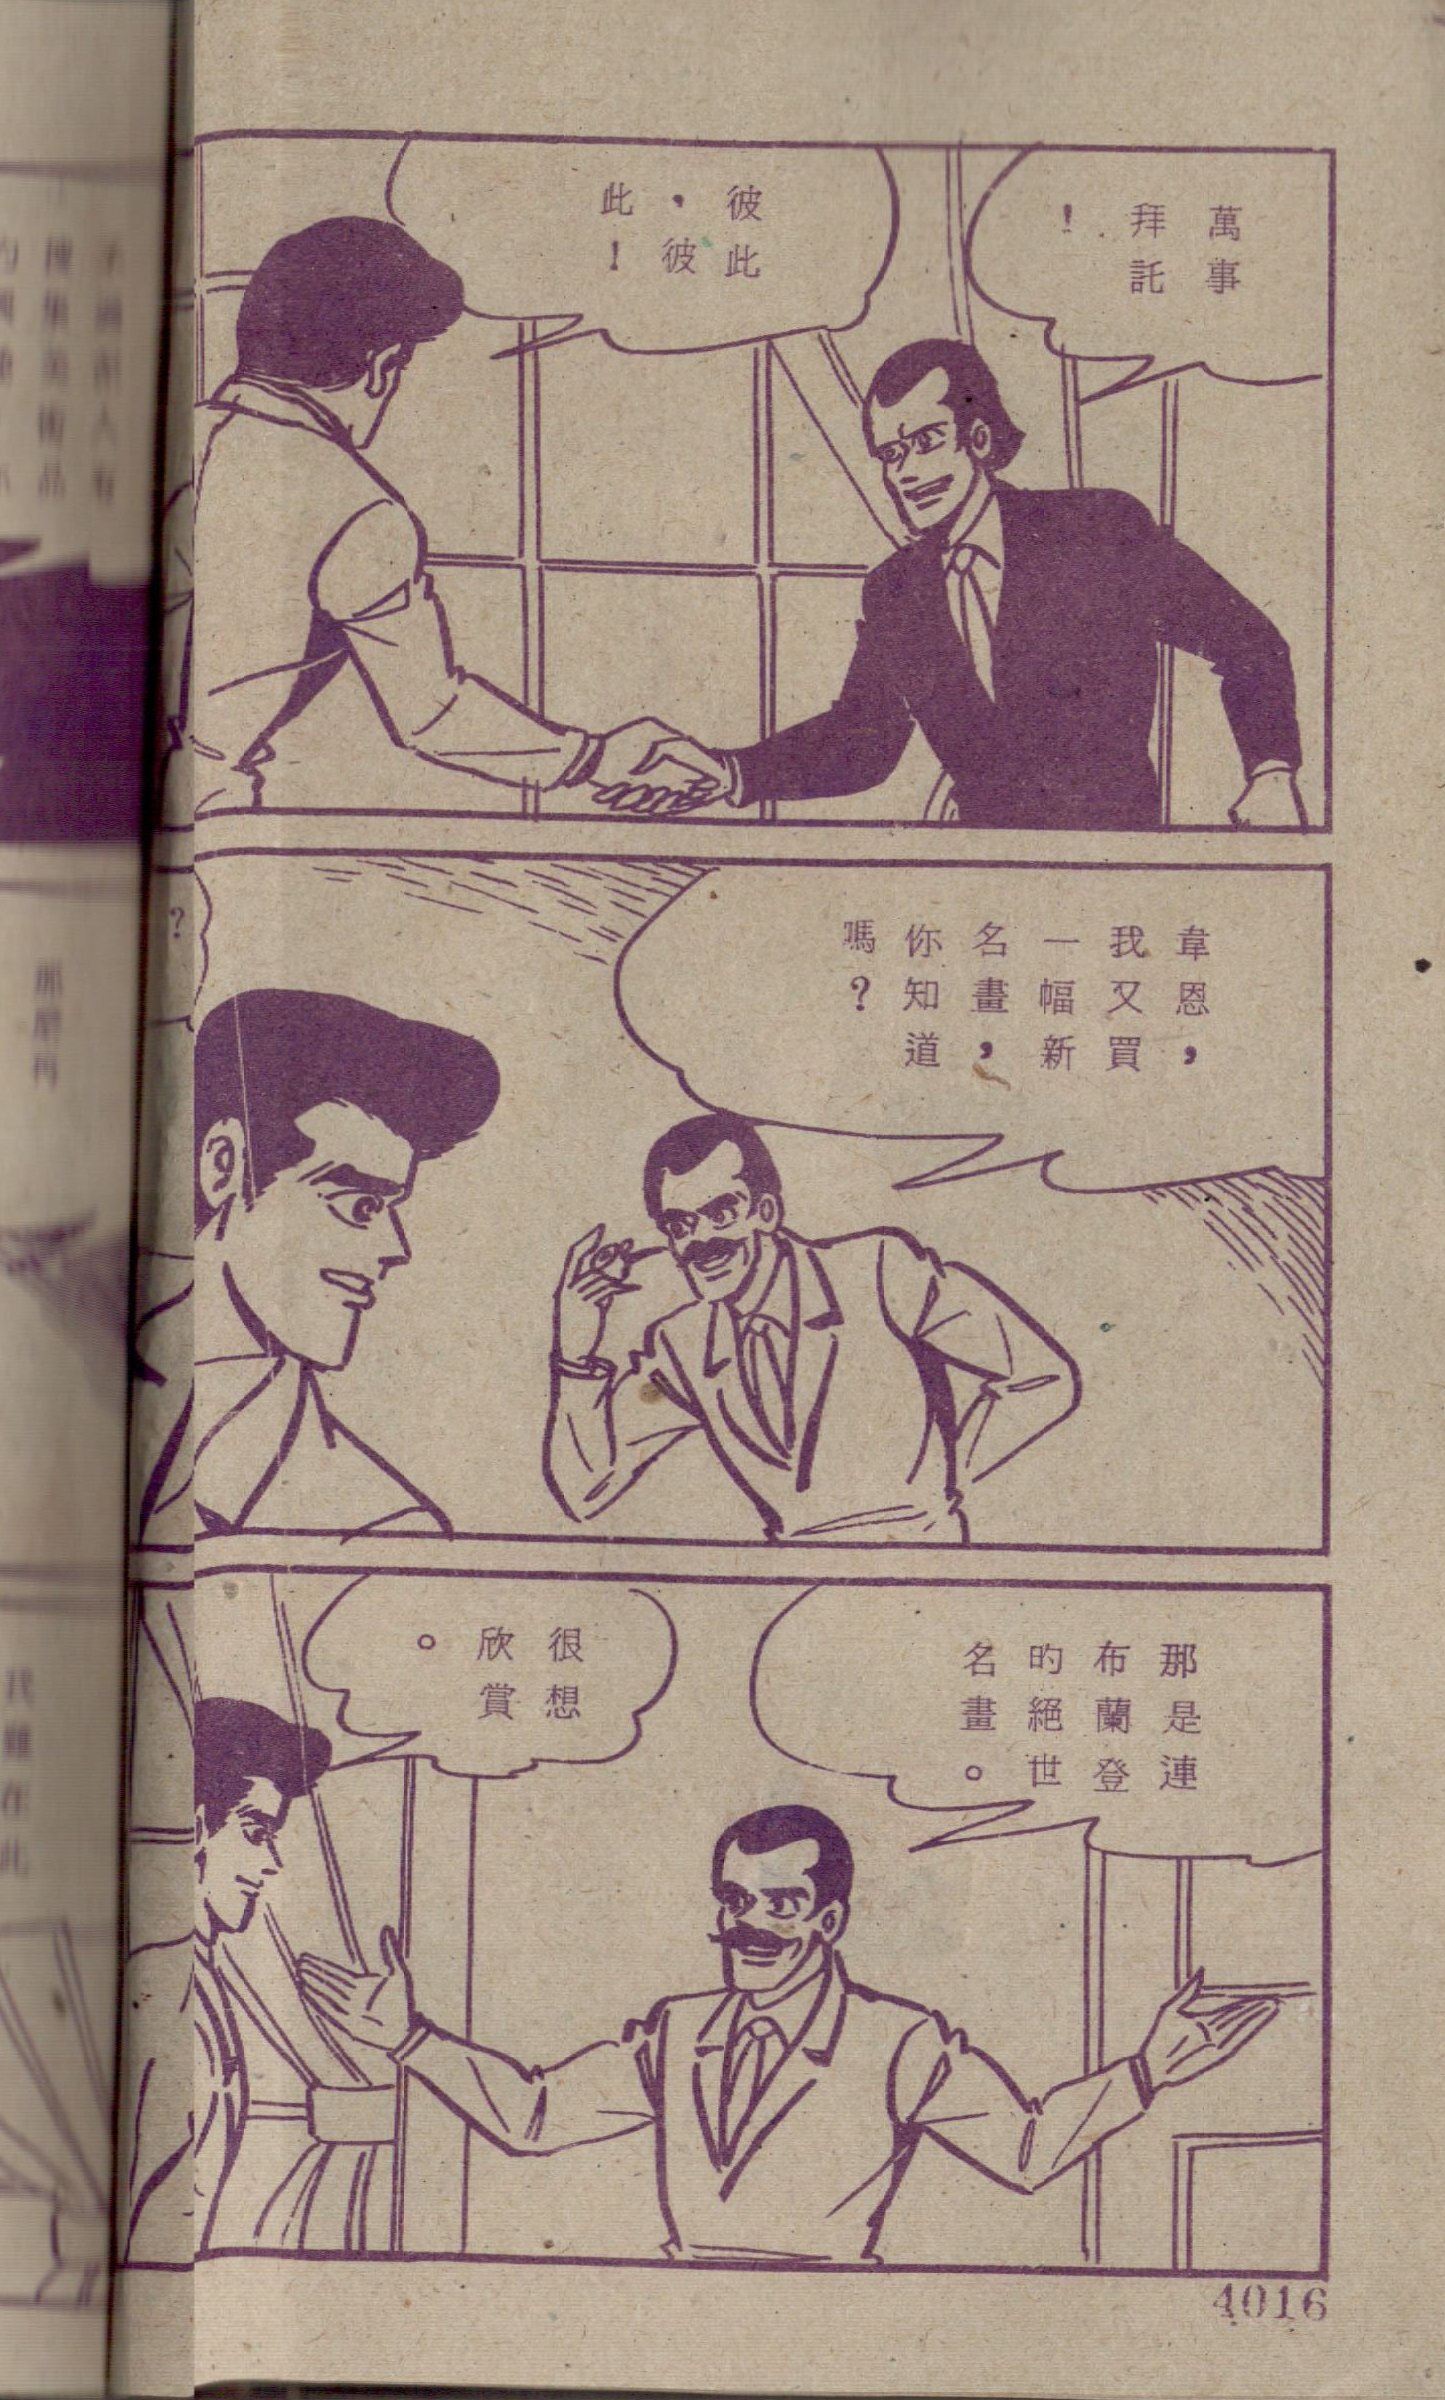 萬事
拜託
！
彼此
，彼
此！
韋恩，
我又買
一幅新
名畫，
你知道
嗎？
那是連
布蘭登
的絕世
名畫。
很想
欣賞
。
4016
？